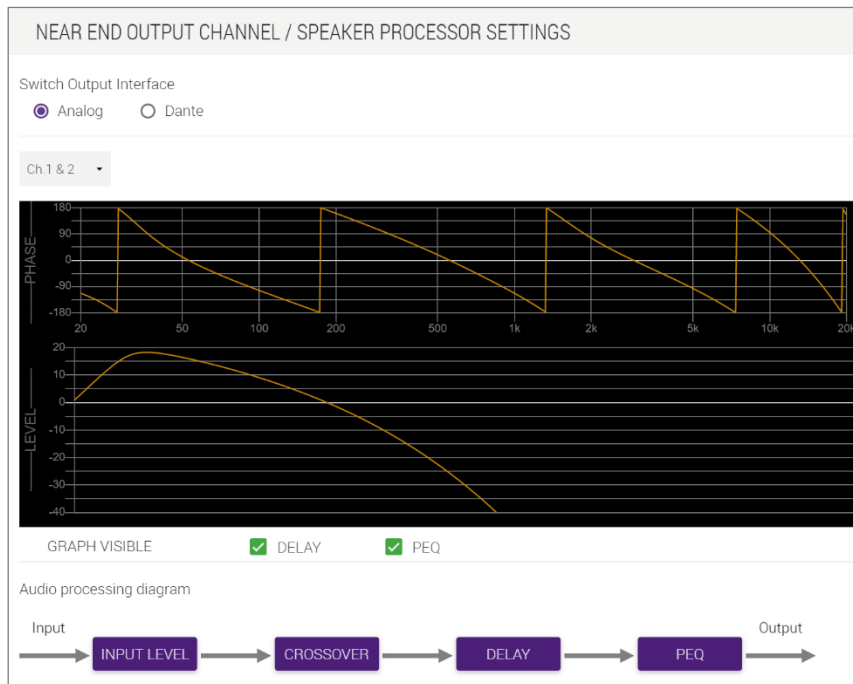 NEAR END OUTPUT CHANNEL / SPEAKER PROCESSOR SETTINGS
Switch Output Interface
Analog Dante
Ch.1 & 2
PHASE
180
90
0
-90
-180
20 50 100 200 500 1k 2k 5k 10k 20k
LEVEL
20
10
0
-10
-20
-30
-40
GRAPH VISIBLE DELAY PEQ
Audio processing diagram
Input Output
INPUT LEVEL CROSSOVER DELAY PEQ